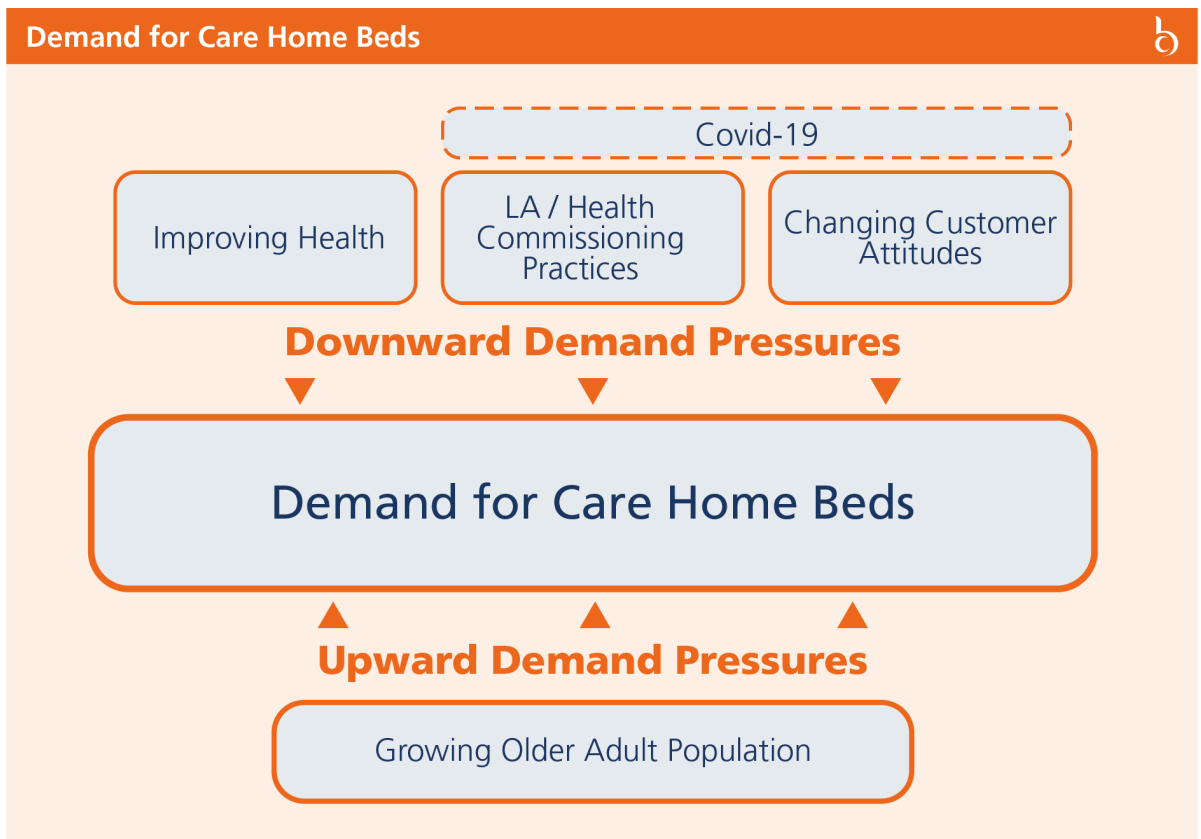 Demand for Care Home Beds
Covid-19
Improving Health
LA / Health
Commissioning
Practices
Changing Customer
Attitudes
Downward Demand Pressures
Demand for Care Home Beds
Upward Demand Pressures
Growing Older Adult Population